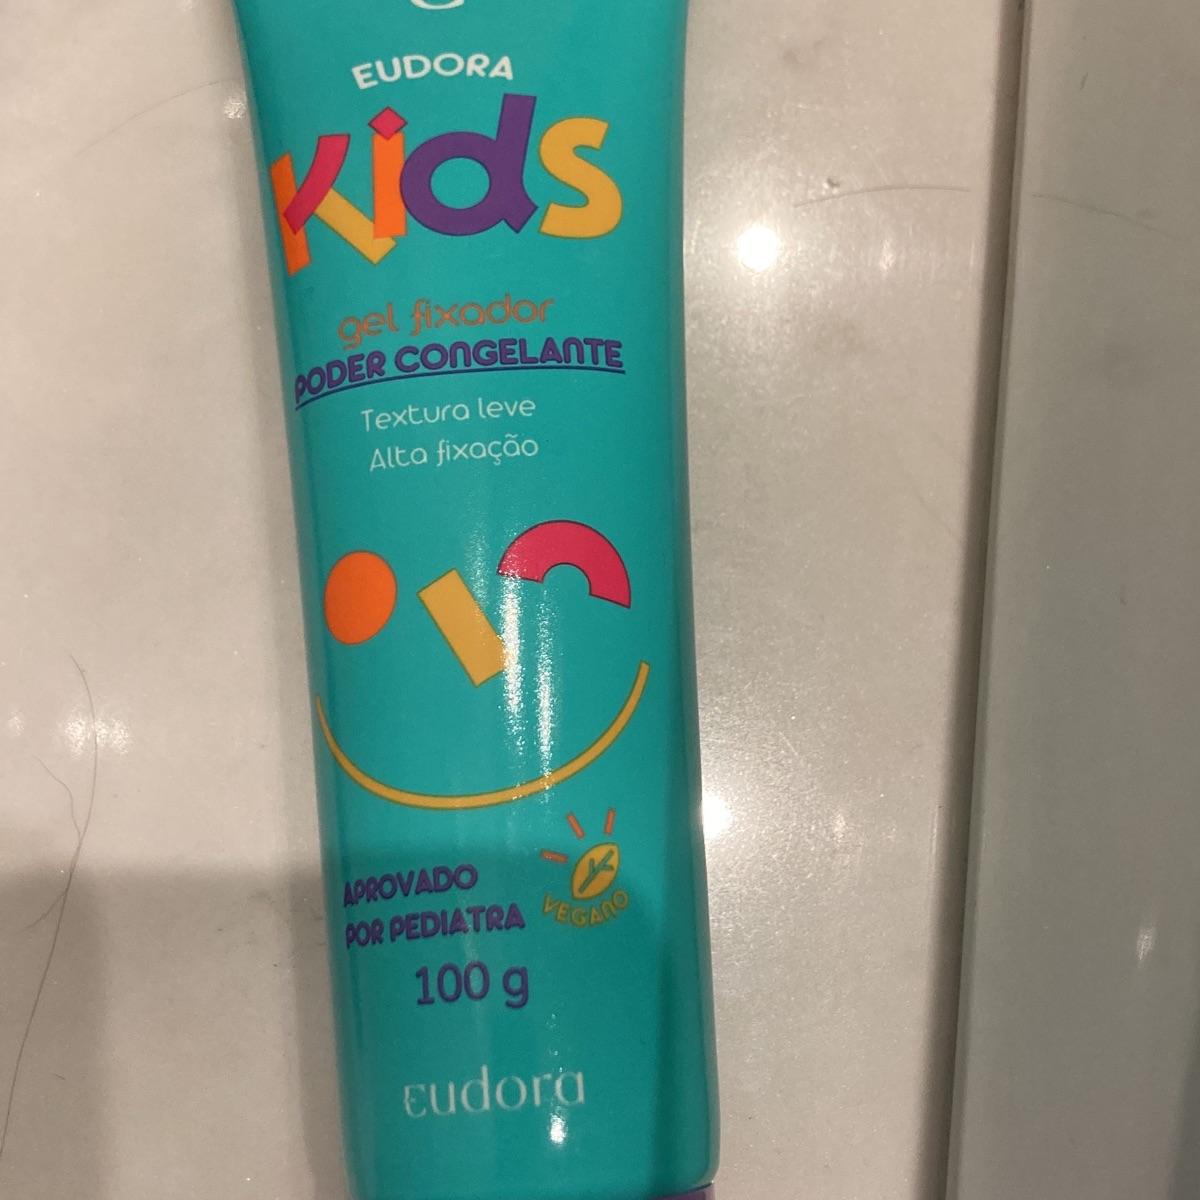 EUDORA
Kids
gel fixador
PODER CONGELANTE
Textura leve
Alta fixação
APROVADO
POR PEDIATRA
VEGANO
100 g
eudora